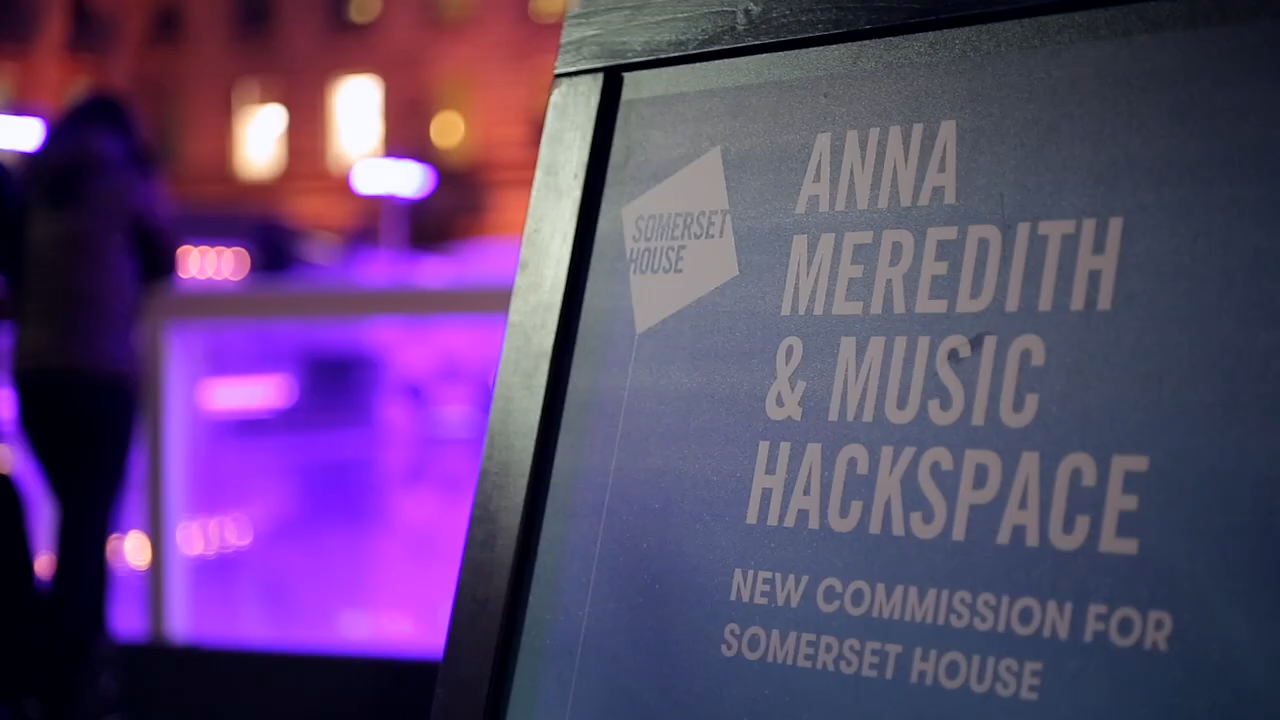 SOMERSET
HOUSE
ANNA
MEREDITH
& MUSIC
HACKSPACE
NEW COMMISSION FOR
SOMERSET HOUSE